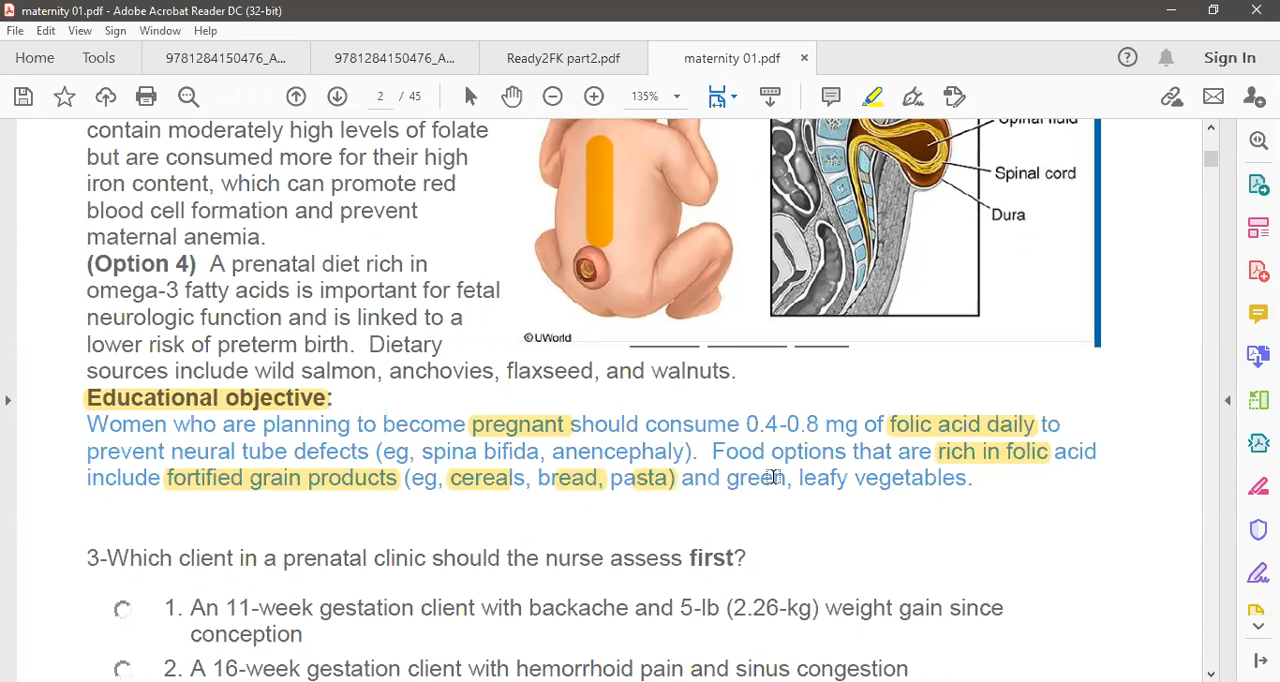 maternity 01.pdf - Adobe Acrobat Reader DC (32-bit)
File Edit View Sign Window Help
Home Tools 9781284150476_A... 9781284150476_A... Ready2FK part2.pdf maternity 01.pdf × Sign In
2 / 45 135%
contain moderately high levels of folate
but are consumed more for their high
iron content, which can promote red
blood cell formation and prevent
maternal anemia.
(Option 4) A prenatal diet rich in
omega-3 fatty acids is important for fetal
neurologic function and is linked to a
lower risk of preterm birth. Dietary
sources include wild salmon, anchovies, flaxseed, and walnuts.
Spinal fluid
Spinal cord
Dura
©UWorld
Educational objective:
Women who are planning to become pregnant should consume 0.4-0.8 mg of folic acid daily to
prevent neural tube defects (eg, spina bifida, anencephaly). Food options that are rich in folic acid
include fortified grain products (eg, cereals, bread, pasta) and green, leafy vegetables.
3-Which client in a prenatal clinic should the nurse assess first?
1. An 11-week gestation client with backache and 5-lb (2.26-kg) weight gain since
conception
2. A 16-week gestation client with hemorrhoid pain and sinus congestion